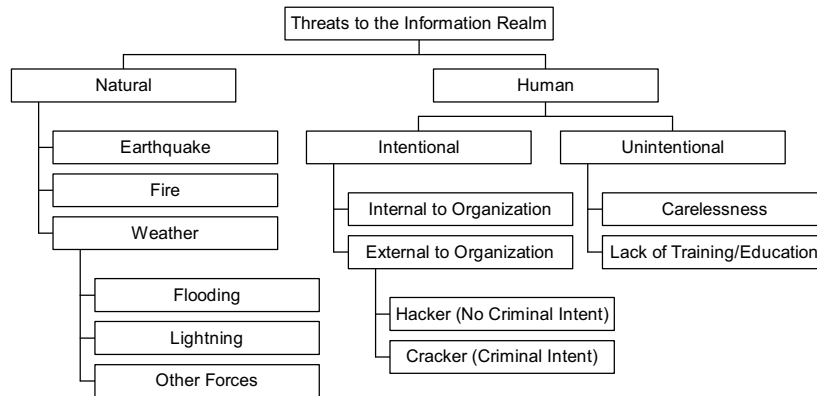 Threats to the Information Realm
Natural
Human
Earthquake
Fire
Weather
Flooding
Lightning
Other Forces
Intentional
Unintentional
Internal to Organization
External to Organization
Hacker (No Criminal Intent)
Cracker (Criminal Intent)
Carelessness
Lack of Training/Education